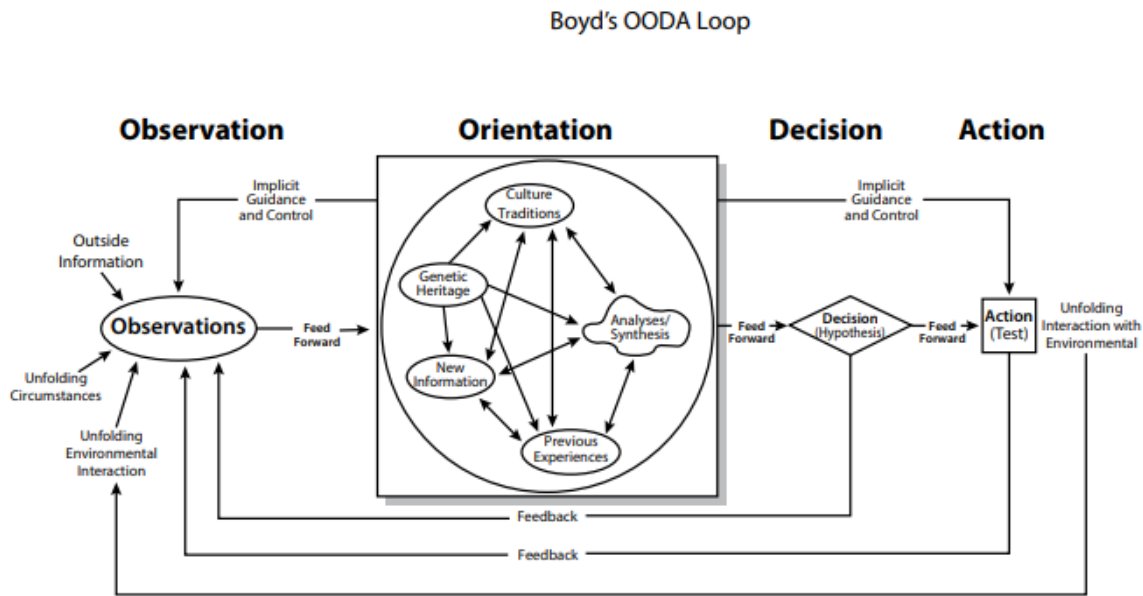 Boyd's OODA Loop
Observation
Orientation
Decision
Action
Implicit
Guidance
and Control
Outside
Information
Observations
Unfolding
Circumstances
Unfolding
Environmental
Interaction
Feed
Forward
Culture
Traditions
Genetic
Heritage
Analyses/
Synthesis
New
Information
Previous
Experiences
Feed
Forward
Implicit
Guidance
and Control
Decision
(Hypothesis)
Feed
Forward
Action
(Test)
Unfolding
Interaction with
Environmental
Feedback
Feedback